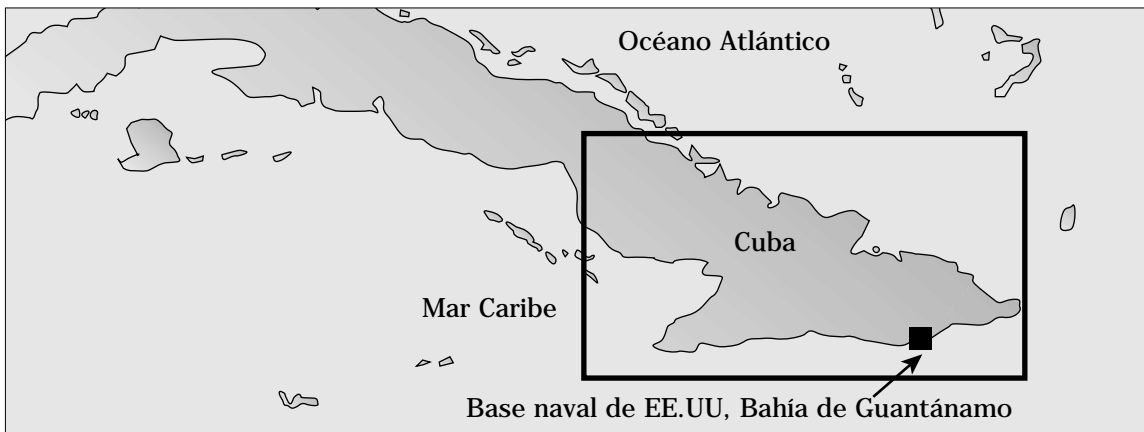 Océano Atlántico
Cuba
Mar Caribe
Base naval de EE.UU, Bahía de Guantánamo